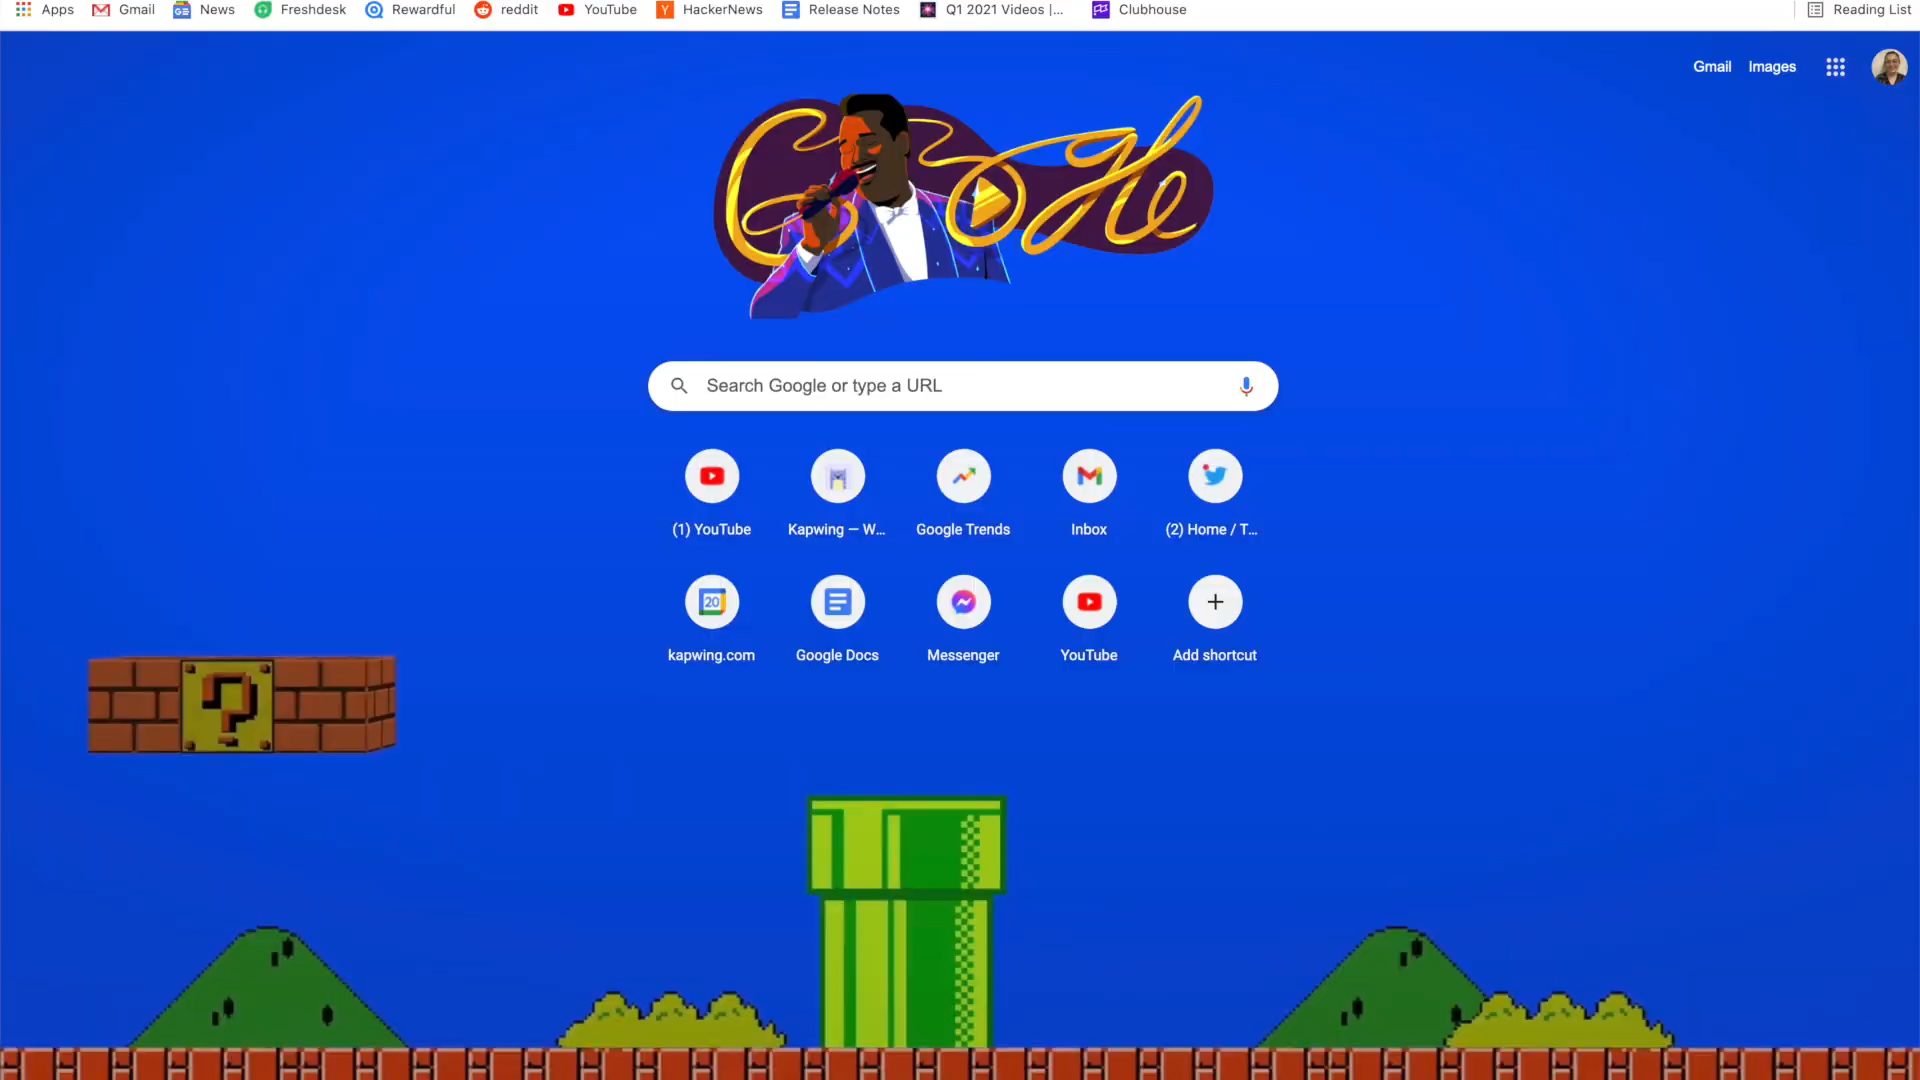 Apps Gmail News Freshdesk Rewardful reddit YouTube HackerNews Release Notes Q1 2021 Videos |... Clubhouse Reading List
Gmail Images
Google
Search Google or type a URL
(1) YouTube Kapwing — W... Google Trends Inbox (2) Home / T...
20
kapwing.com Google Docs Messenger YouTube Add shortcut
?